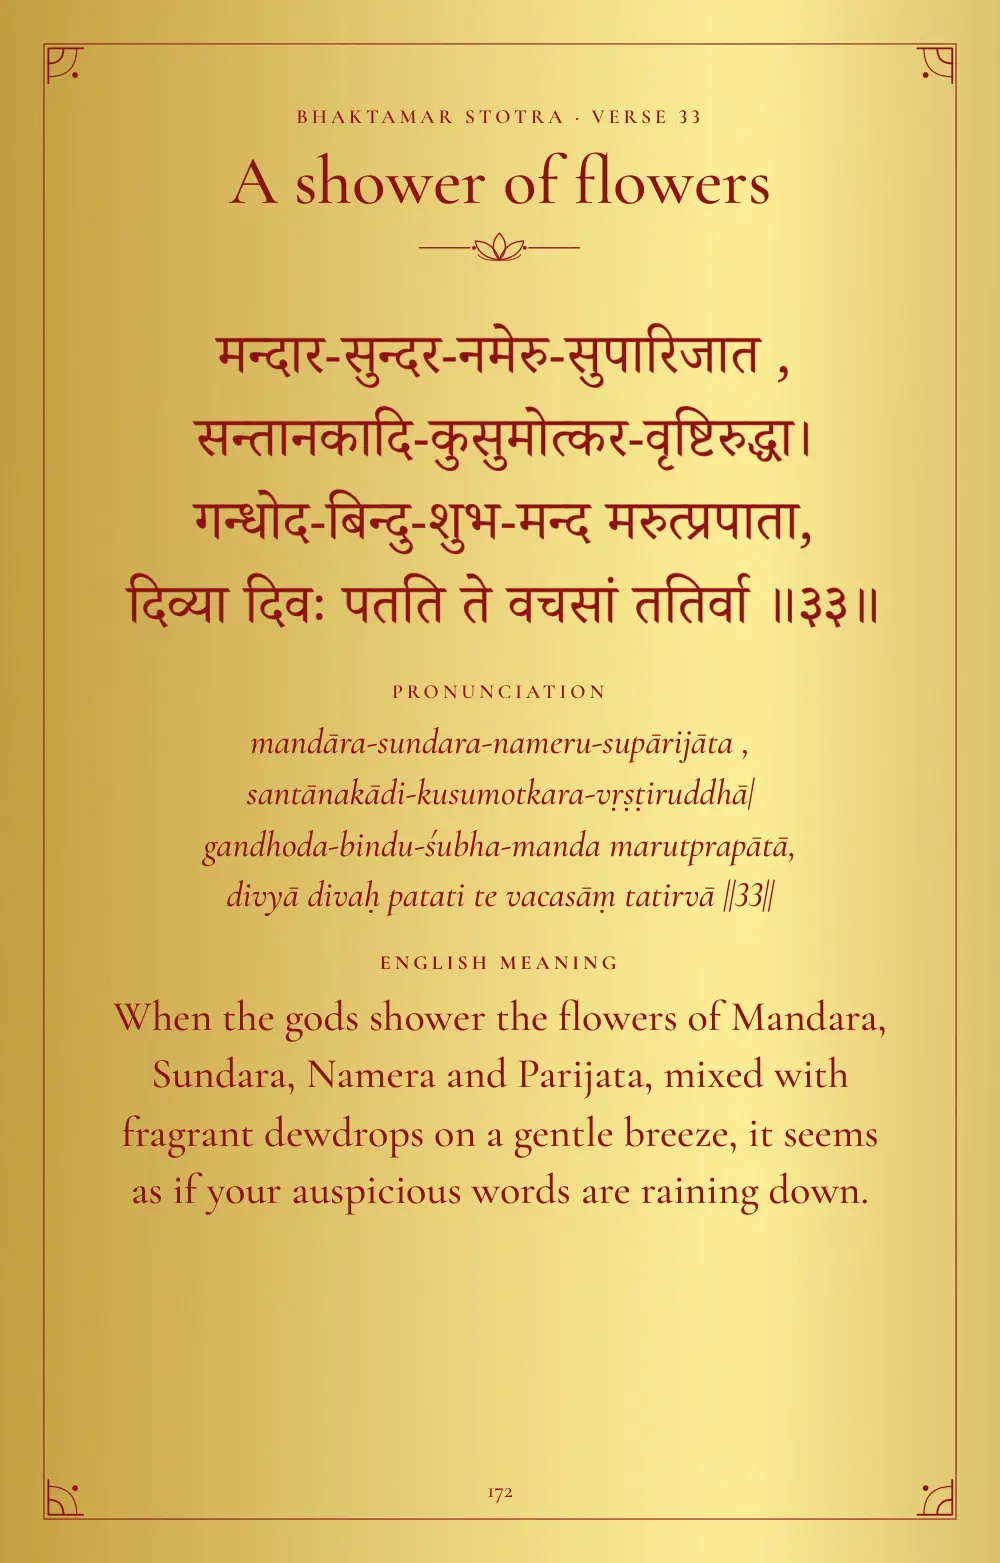 BHAKTAMAR STOTRA · VERSE 33
A shower of flowers
मन्दार-सुन्दर-नमेरु-सुपारिजात ,
सन्तानकादि-कुसुमोत्कर-वृष्टिरुद्धा।
गन्धोद-बिन्दु-शुभ-मन्द मरुत्प्रपाता,
दिव्या दिवः पतति ते वचसां ततिर्वा ॥३३॥
PRONUNCIATION
mandāra-sundara-nameru-supārijāta ,
santānakādi-kusumotkara-vṛṣṭiruddhā|
gandhoda-bindu-śubha-manda marutprapātā,
divyā divaḥ patati te vacasāṃ tatirvā ||33||
ENGLISH MEANING
When the gods shower the flowers of Mandara,
Sundara, Namera and Parijata, mixed with
fragrant dewdrops on a gentle breeze, it seems
as if your auspicious words are raining down.
172